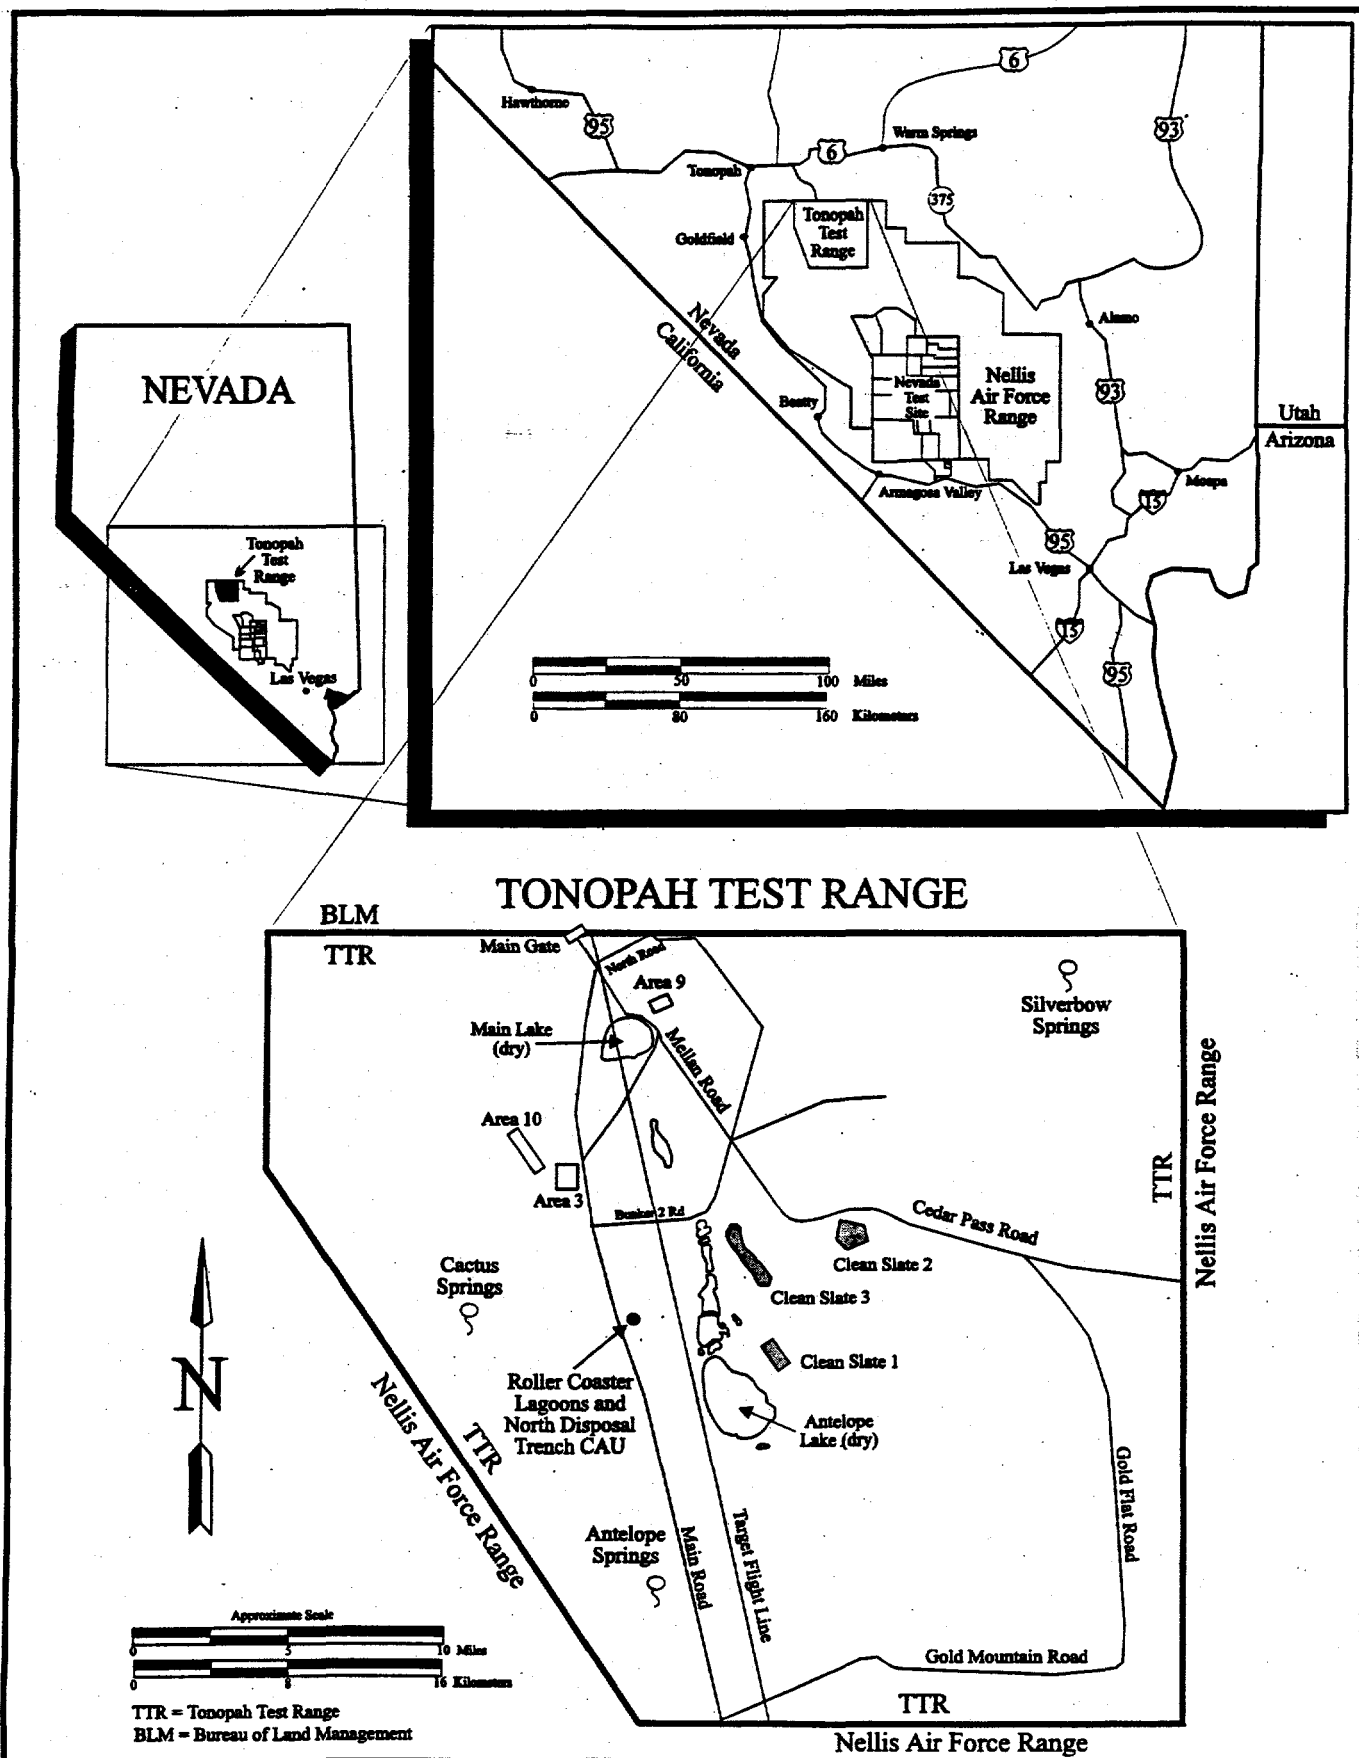 6
Hawthorne
95
93
Warm Springs
6
Tonopah
375
Tonopah
Test
Range
Goldfield
Nevada
California
Alamo
NEVADA
Nellis
Air Force
Range
Nevada
Test
Site
93
Beatty
Utah
Arizona
Moapa
Armagosa Valley
15
95
Las Vegas
Tonopah
Test
Range
15
95
Las Vegas
0 50 100 Miles
0 80 160 Kilometers
TONOPAH TEST RANGE
BLM
TTR
Main Gate
North Road
Area 9
Silverbow
Springs
Main Lake
(dry)
Mellan Road
Area 10
Area 3
TTR
Nellis Air Force Range
Bunker 2 Rd
Cedar Pass Road
Clean Slate 2
Cactus
Springs
Clean Slate 3
Clean Slate 1
N
Roller Coaster
Lagoons and
North Disposal
Trench CAU
Antelope
Lake (dry)
TTR
Nellis Air Force Range
Gold Flat Road
Antelope
Springs
Main Road
Target Flight Line
Approximate Scale
0 5 10 Miles
0 8 16 Kilometers
Gold Mountain Road
TTR = Tonopah Test Range
BLM = Bureau of Land Management
TTR
Nellis Air Force Range